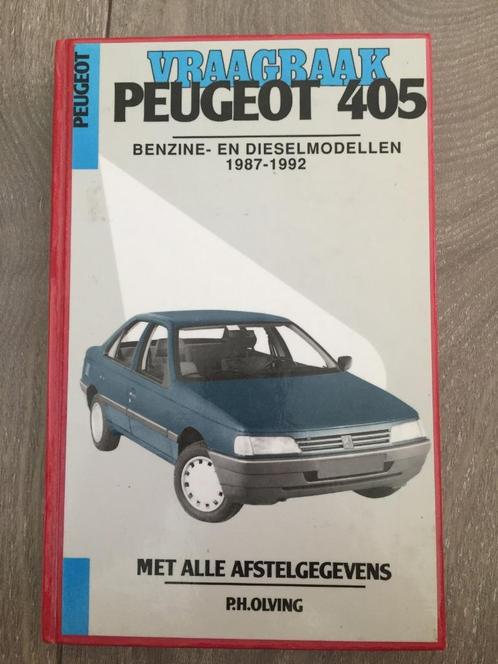 PEUGEOT
VRAAGBAAK
PEUGEOT 405
BENZINE- EN DIESELMODELLEN
1987-1992
MET ALLE AFSTELGEGEVENS
P.H.OLVING